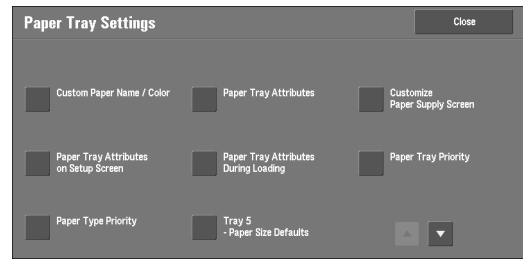 Paper Tray Settings
Close
Custom Paper Name / Color
Paper Tray Attributes
Customize
Paper Supply Screen
Paper Tray Attributes
on Setup Screen
Paper Tray Attributes
During Loading
Paper Tray Priority
Paper Type Priority
Tray 5
- Paper Size Defaults